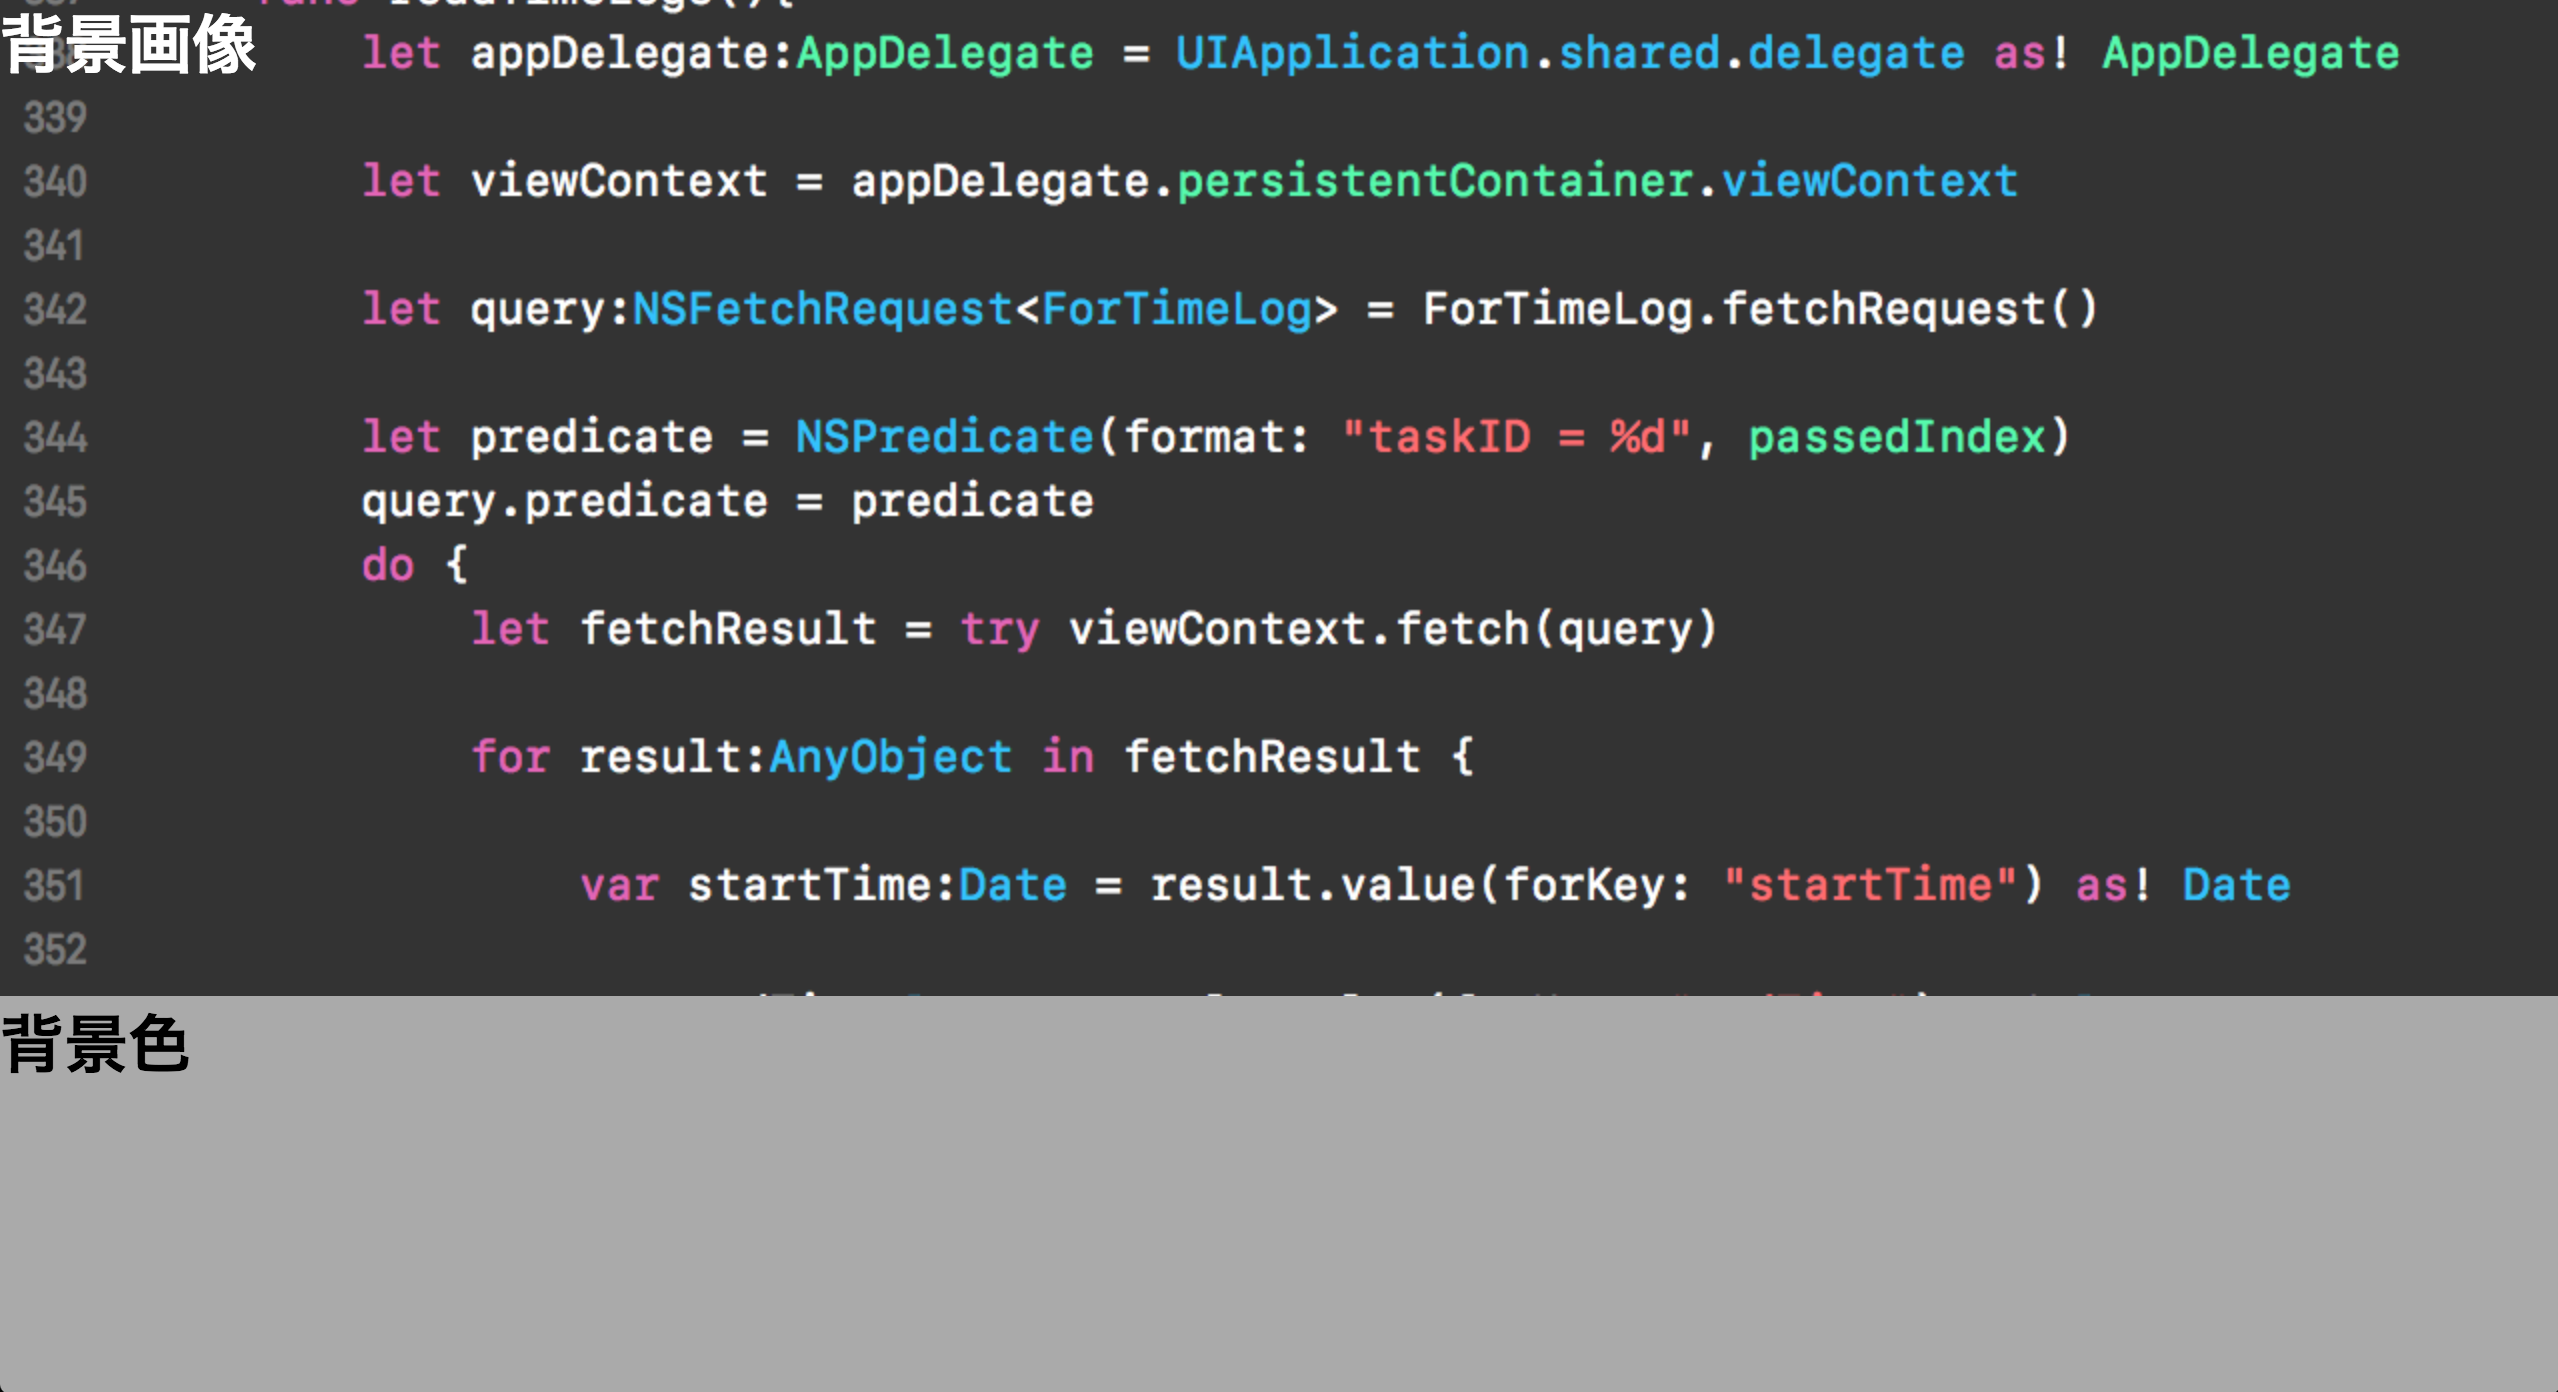 背景画像
let appDelegate:AppDelegate = UIApplication.shared.delegate as! AppDelegate
339
340 let viewContext = appDelegate.persistentContainer.viewContext
341
342 let query:NSFetchRequest<ForTimeLog> = ForTimeLog.fetchRequest()
343
344 let predicate = NSPredicate(format: "taskID = %d", passedIndex)
345 query.predicate = predicate
346 do {
347 let fetchResult = try viewContext.fetch(query)
348
349 for result:AnyObject in fetchResult {
350
351 var startTime:Date = result.value(forKey: "startTime") as! Date
352
背景色